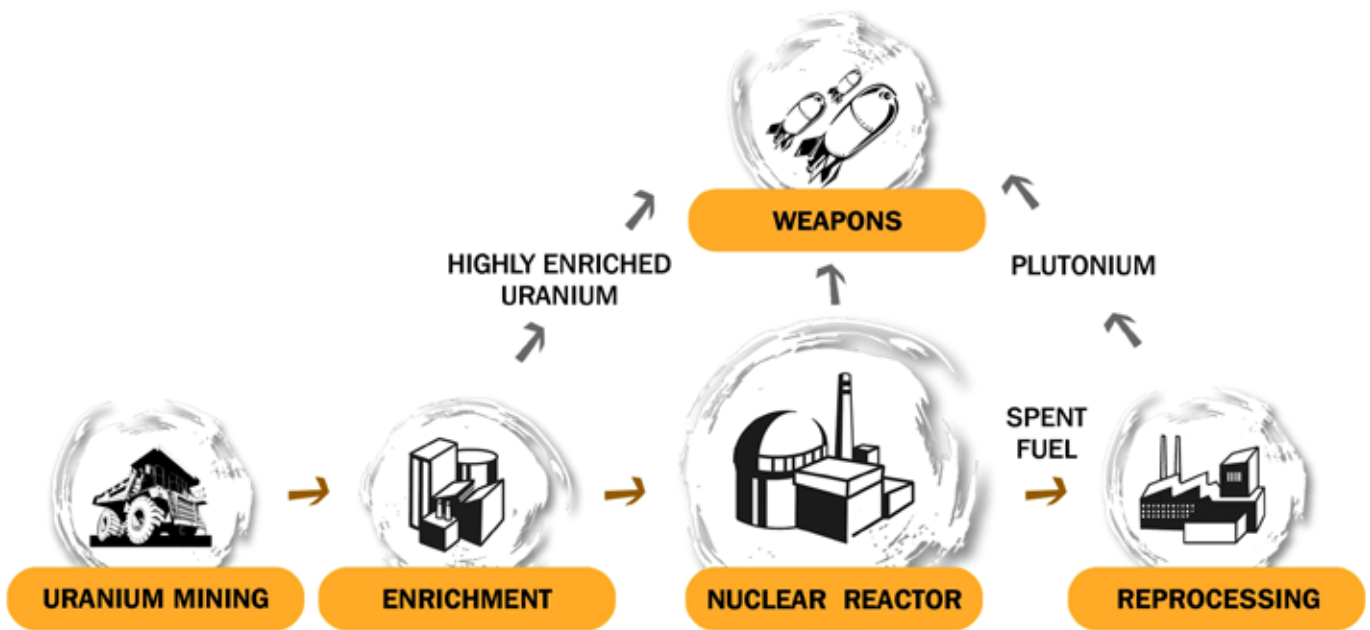 WEAPONS
HIGHLY ENRICHED
URANIUM
PLUTONIUM
SPENT
FUEL
URANIUM MINING
ENRICHMENT
NUCLEAR REACTOR
REPROCESSING